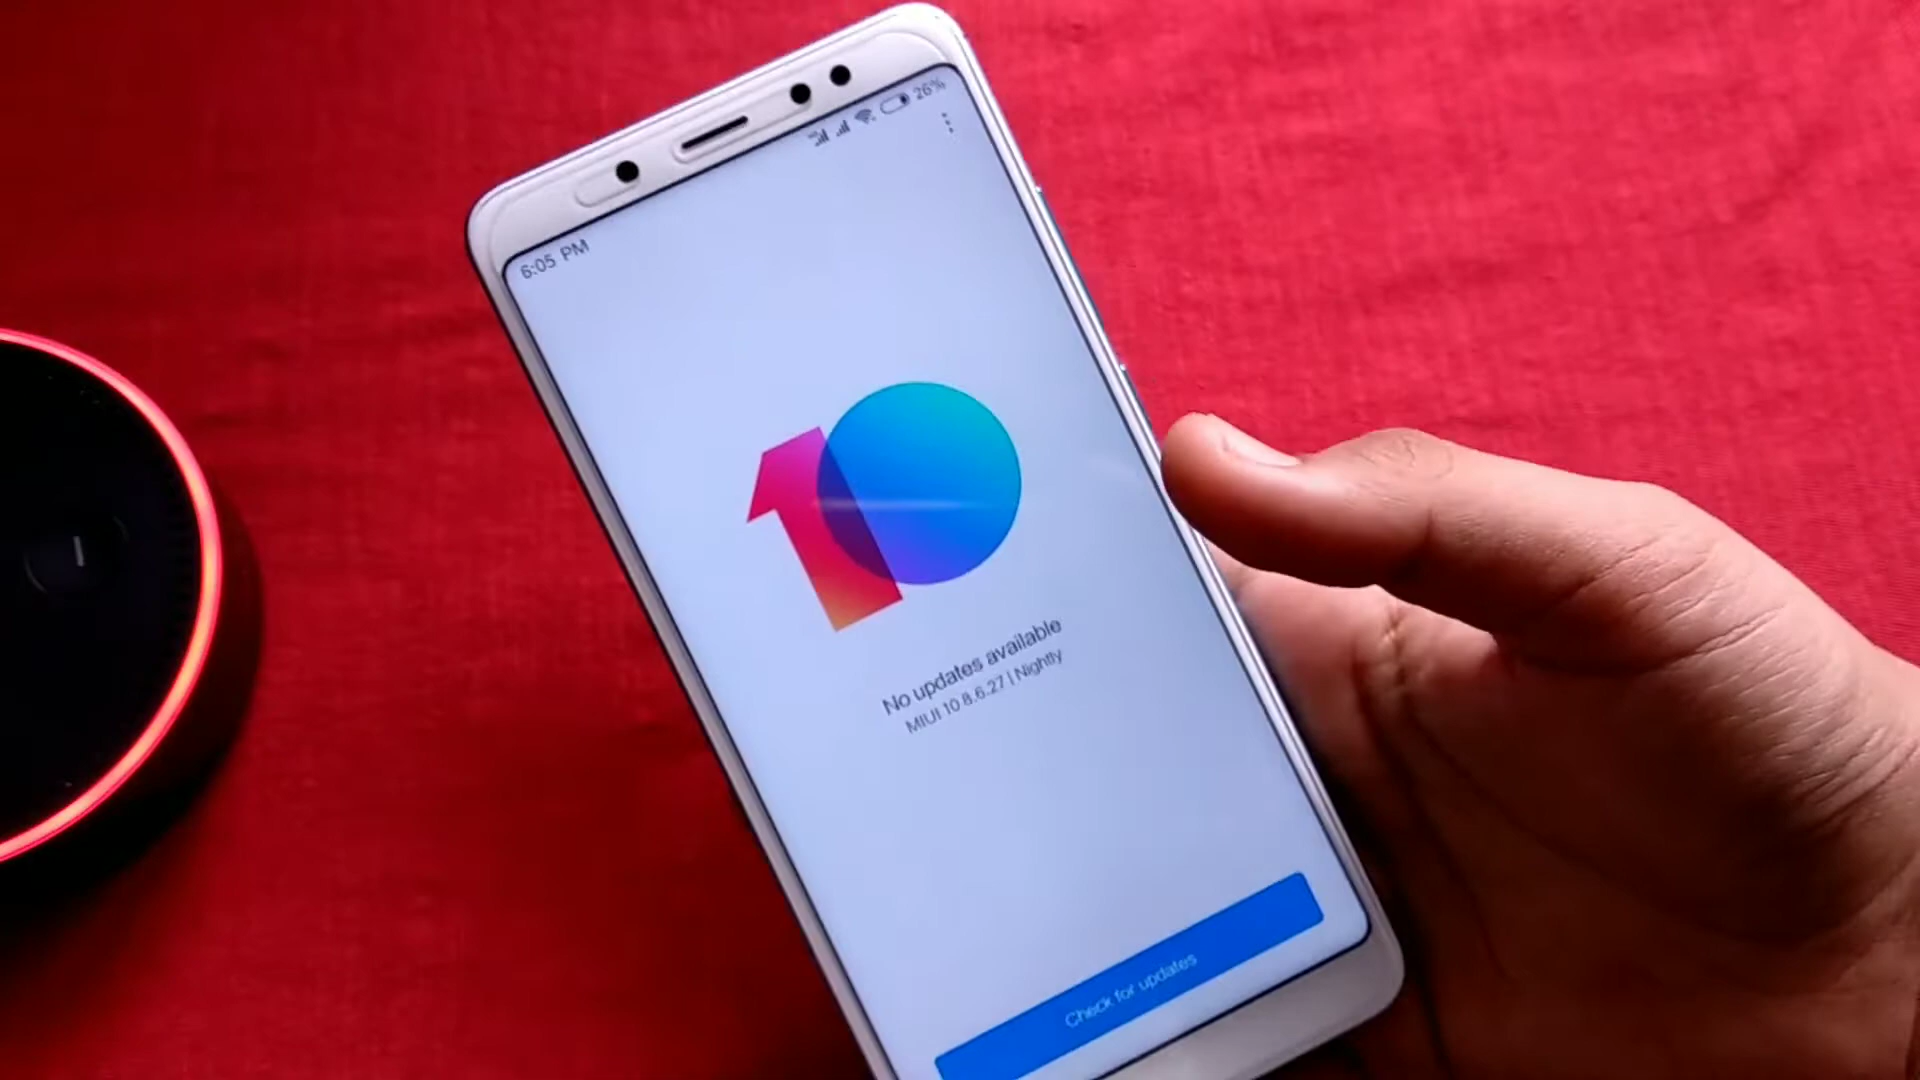 26%
6:05 PM
10
No updates available
MIUI 10 8.6.27 | Nightly
Check for updates